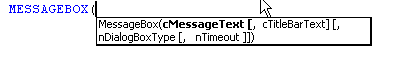 MESSAGEBOX(
MessageBox(cMessageText [, cTitleBarText] [,
nDialogBoxType [, nTimeout ]])